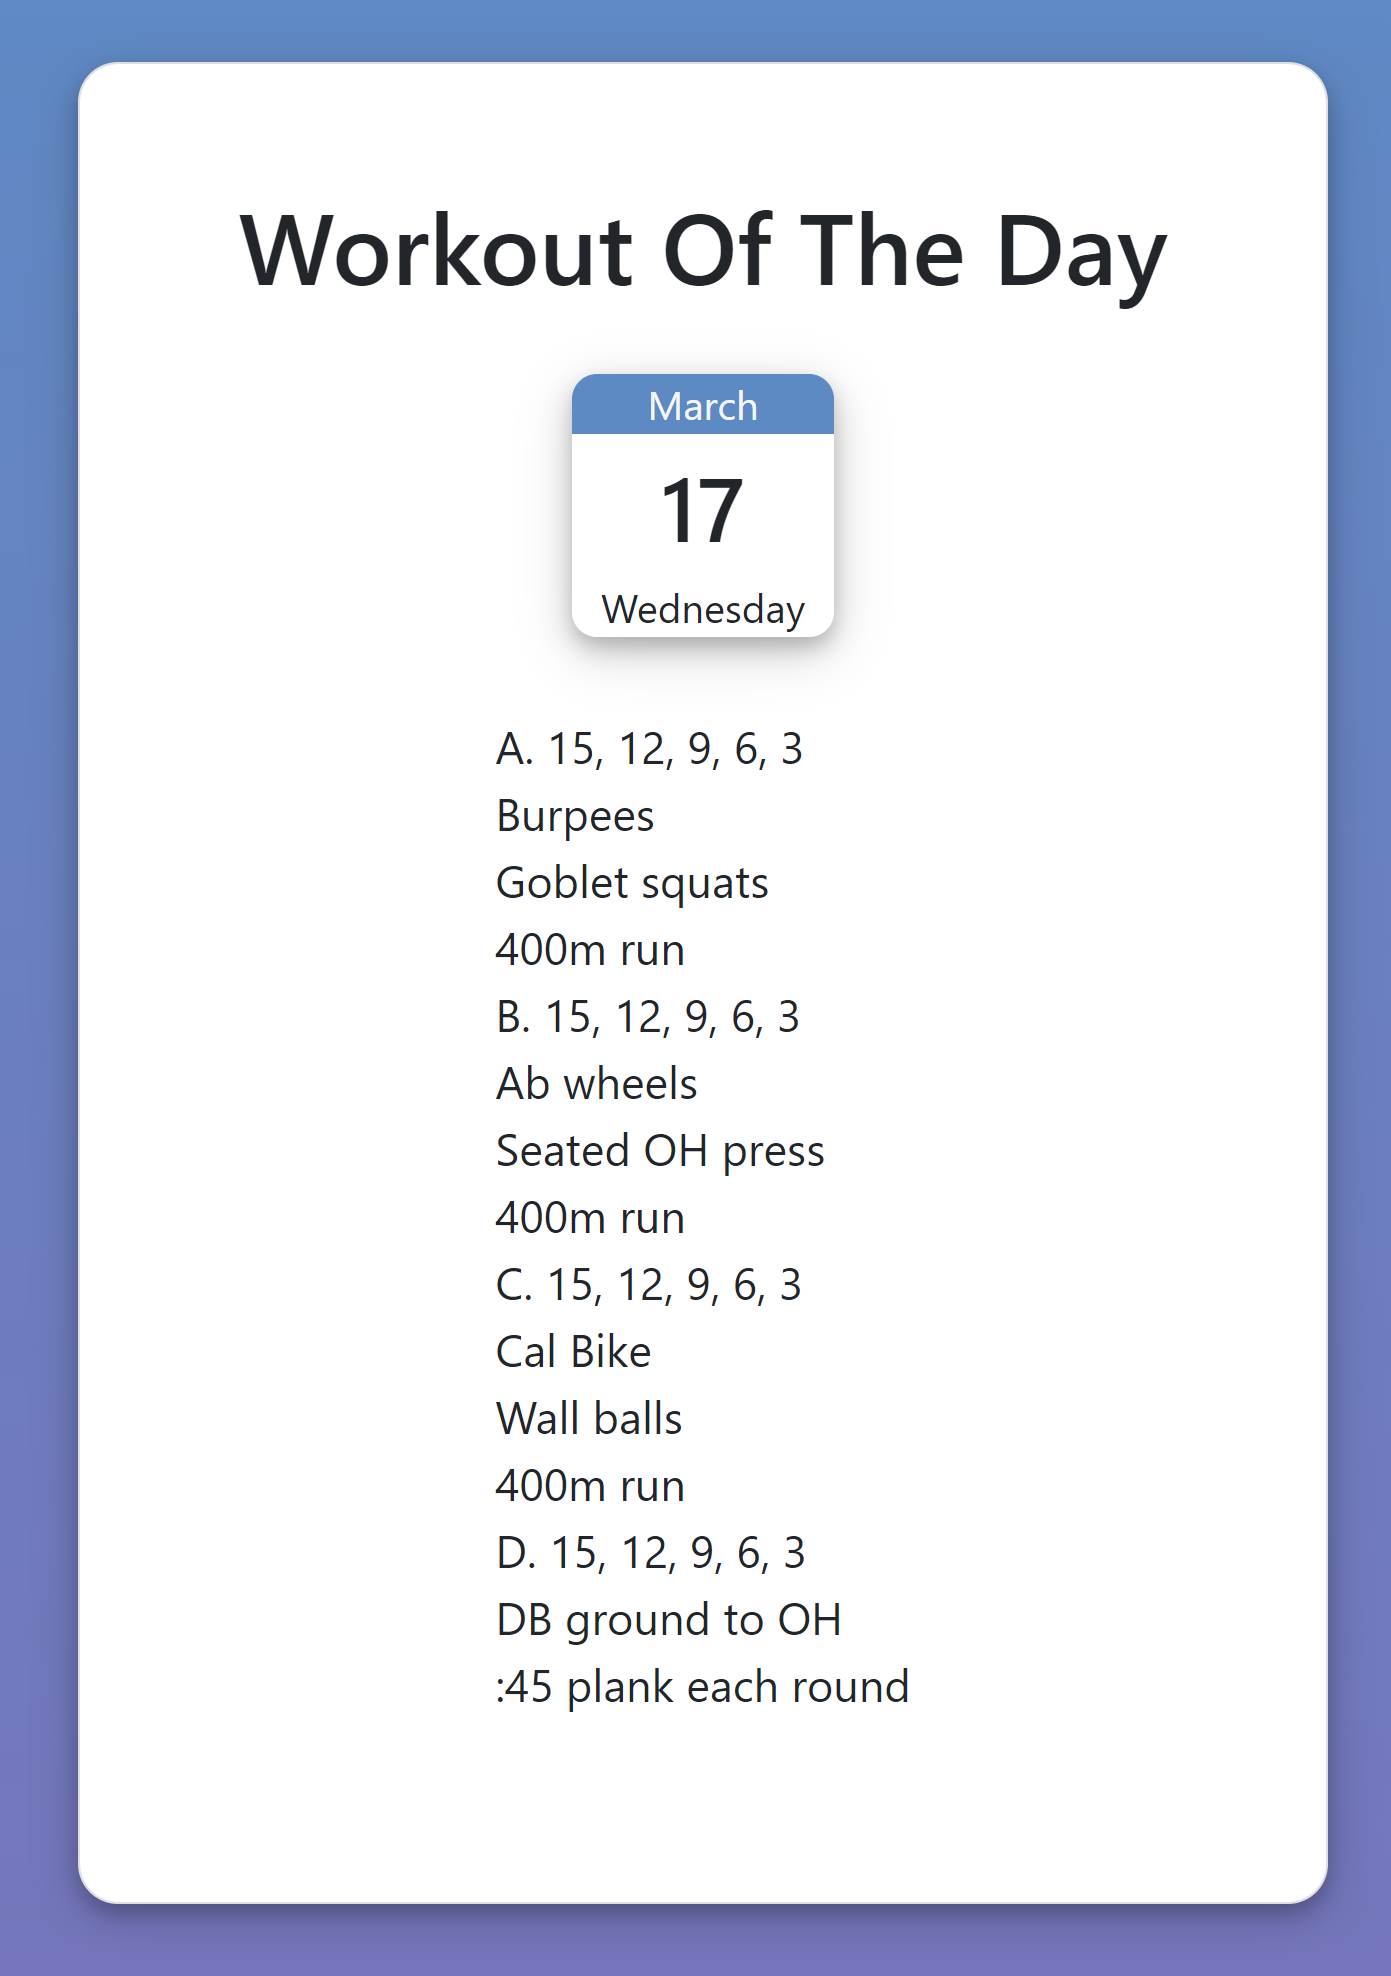 Workout Of The Day
March
17
Wednesday
A. 15, 12, 9, 6, 3
Burpees
Goblet squats
400m run
B. 15, 12, 9, 6, 3
Ab wheels
Seated OH press
400m run
C. 15, 12, 9, 6, 3
Cal Bike
Wall balls
400m run
D. 15, 12, 9, 6, 3
DB ground to OH
:45 plank each round